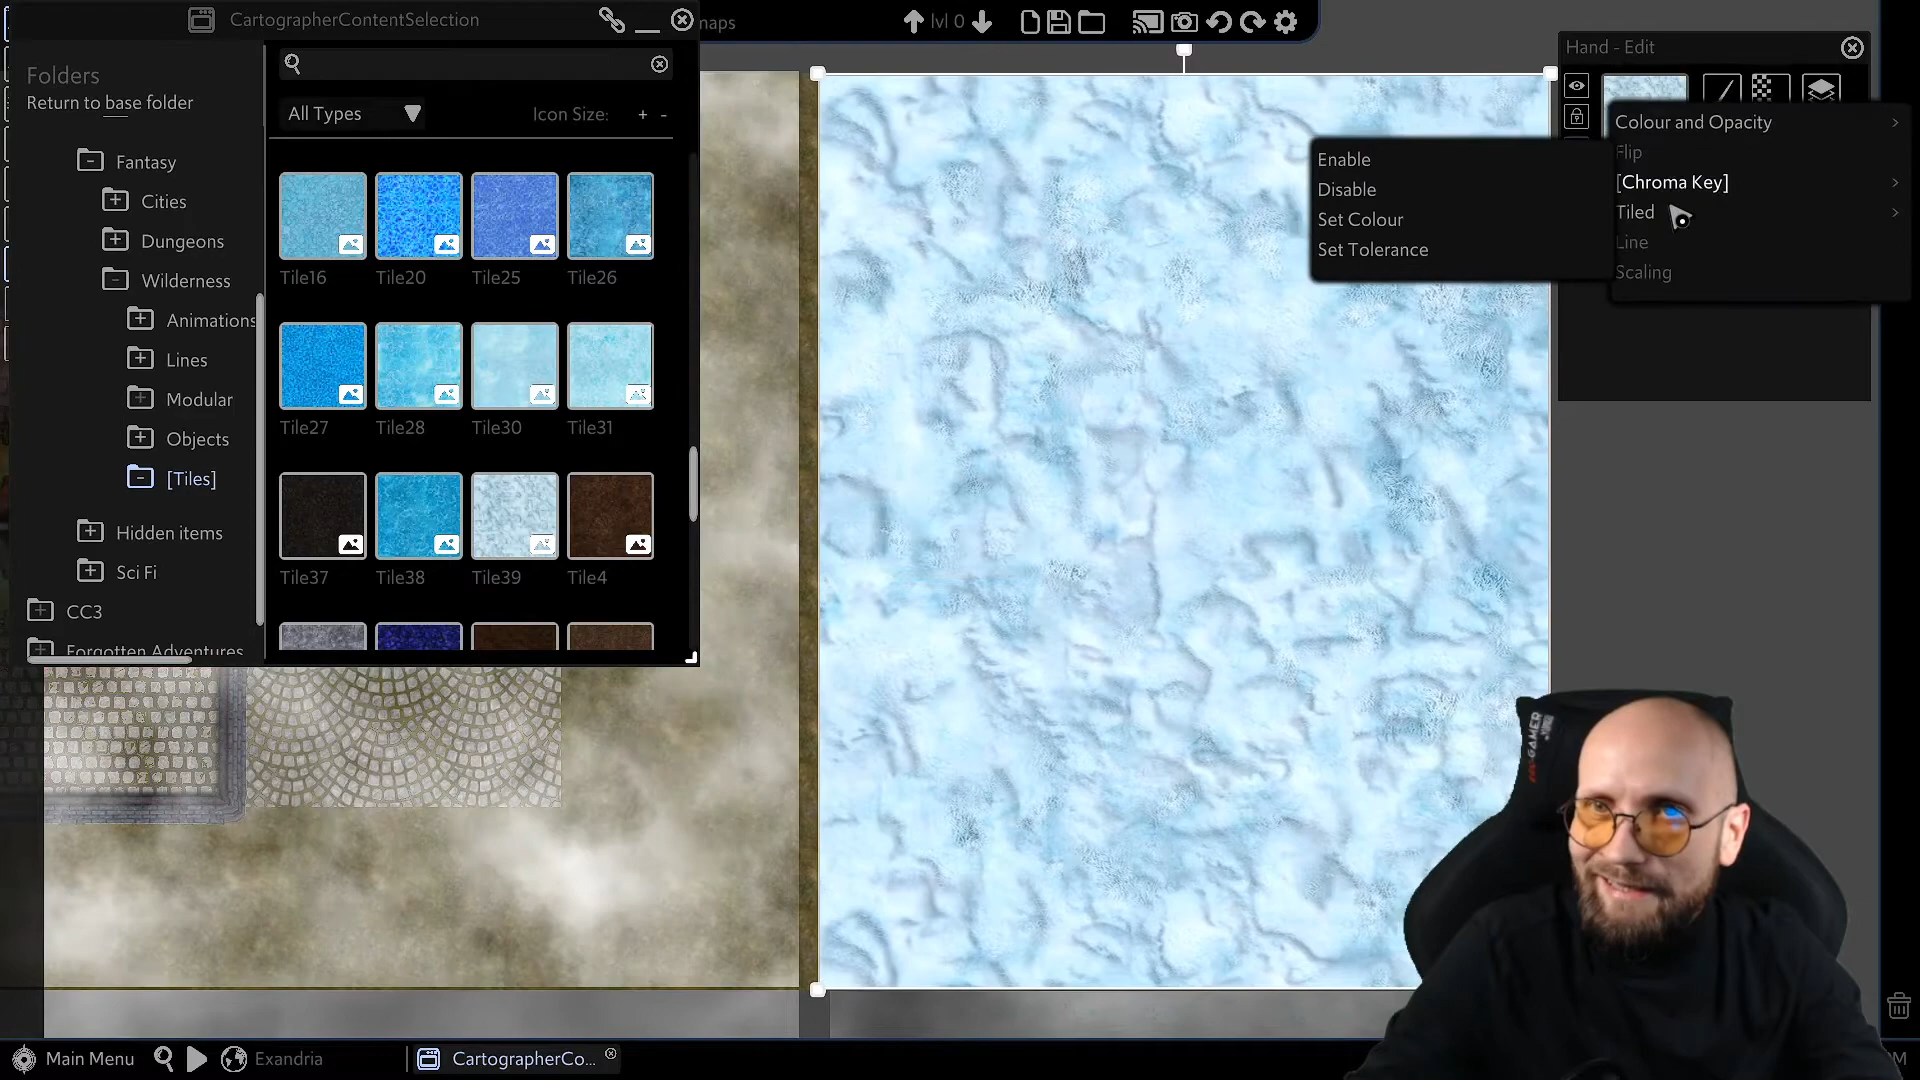 CartographerContentSelection
maps
lvl 0
Folders
Return to base folder
Fantasy
Cities
Dungeons
Wilderness
Animations
Lines
Modular
Objects
[Tiles]
Hidden items
Sci Fi
CC3
Forgotten Adventures
All Types
Icon Size:
+ -
Tile16
Tile20
Tile25
Tile26
Tile27
Tile28
Tile30
Tile31
Tile37
Tile38
Tile39
Tile4
Enable
Disable
Set Colour
Set Tolerance
Hand - Edit
Colour and Opacity
Flip
[Chroma Key]
Tiled
Line
Scaling
Main Menu
Exandria
CartographerCo...